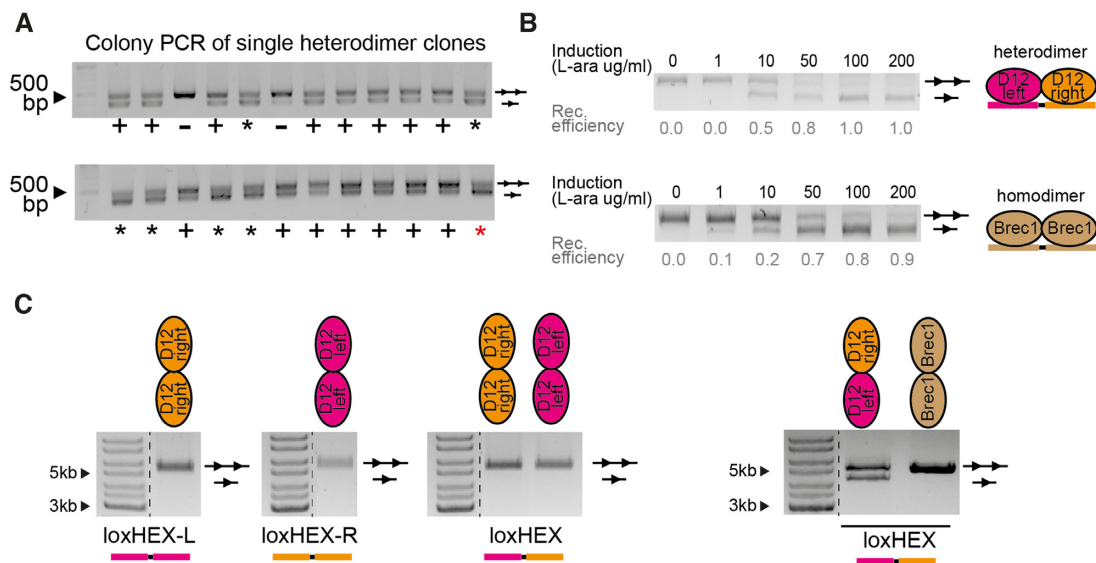 A
Colony PCR of single heterodimer clones
500 bp
+ + - + * - + + + + + *
500 bp
* * + * * + + + + + + *
B
Induction (L-ara ug/ml) 0 1 10 50 100 200
Rec. efficiency 0.0 0.0 0.5 0.8 1.0 1.0
heterodimer
D12 left D12 right
Induction (L-ara ug/ml) 0 1 10 50 100 200
Rec. efficiency 0.0 0.1 0.2 0.7 0.8 0.9
homodimer
Brec1 Brec1
C
D12 right D12 left D12 right D12 left D12 right Brec1
D12 right D12 left D12 right D12 left D12 left Brec1
5kb 5kb
3kb 3kb
loxHEX-L loxHEX-R loxHEX loxHEX